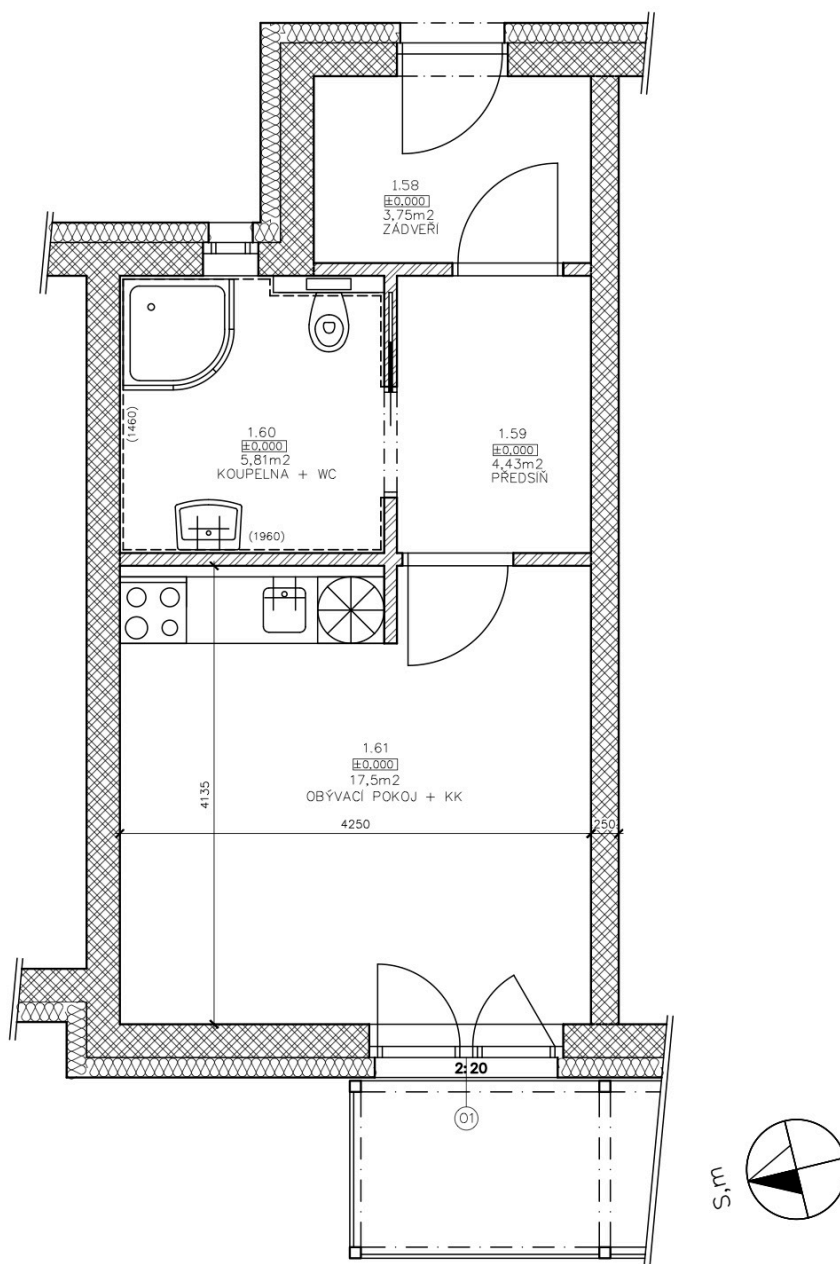 1.58
±0,000
3,75m2
ZÁDVEŘÍ
1.60
±0,000
5,81m2
KOUPELNA + WC
(1460)
(1960)
1.59
±0,000
4,43m2
PŘEDSÍŇ
1.61
±0,000
17,5m2
OBÝVACÍ POKOJ + KK
4135
4250
250
2:20
01
S,m